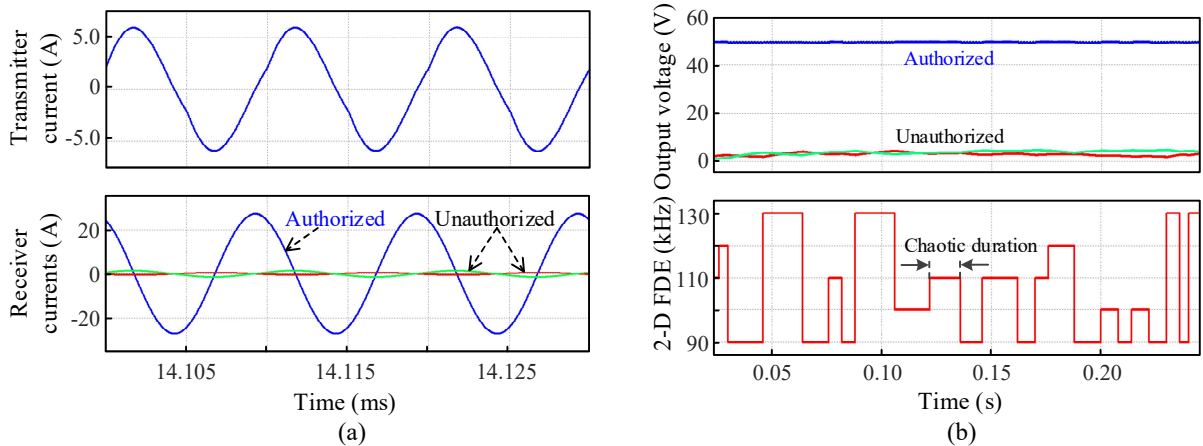 Transmitter
current (A)
5.0
0
-5.0
Receiver
currents (A)
20
0
-20
Authorized
Unauthorized
14.105
14.115
14.125
Time (ms)
(a)
Output voltage (V)
60
40
20
0
Authorized
Unauthorized
2-D FDE (kHz)
130
110
90
Chaotic duration
0.05
0.10
0.15
0.20
Time (s)
(b)